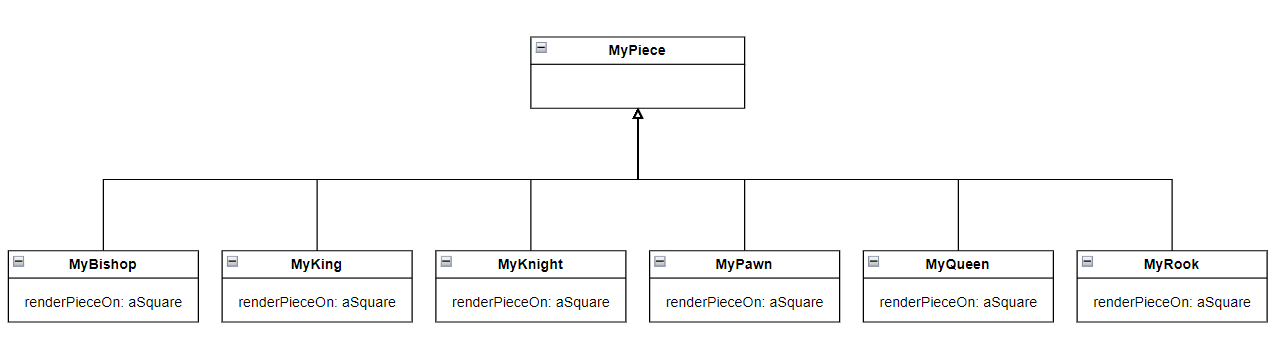 MyPiece
MyBishop
MyKing
MyKnight
MyPawn
MyQueen
MyRook
renderPieceOn: aSquare
renderPieceOn: aSquare
renderPieceOn: aSquare
renderPieceOn: aSquare
renderPieceOn: aSquare
renderPieceOn: aSquare